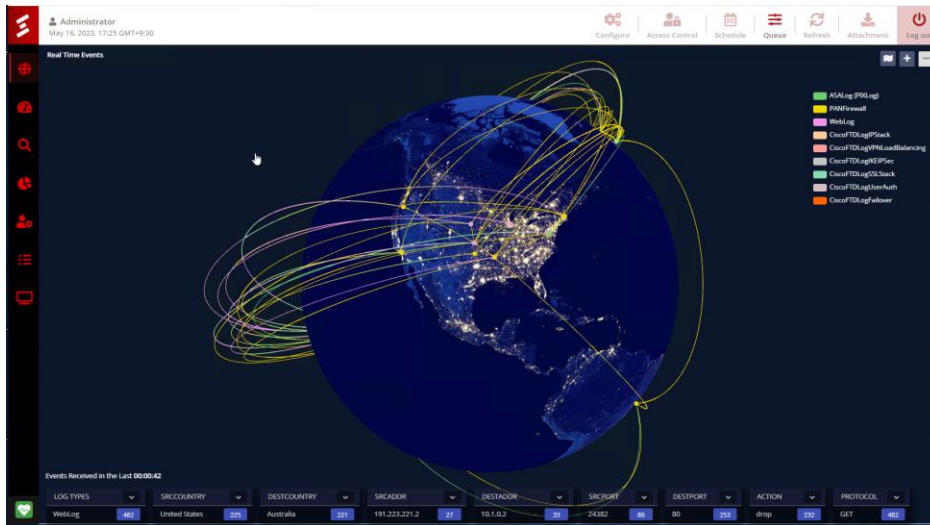 Administrator
May 16, 2023, 17:25 GMT+9:30
Configure
Access Control
Schedule
Queue
Refresh
Attachment
Log out
Real Time Events
ASALog (PIXLog)
PANFirewall
WebLog
CiscoFTDLogIPStack
CiscoFTDLogVPNLoadBalancing
CiscoFTDLogIKEIPSec
CiscoFTDLogSSLStack
CiscoFTDLogUserAuth
CiscoFTDLogFailover
Events Received in the Last 00:00:42
LOG TYPES SRCCOUNTRY DESTCOUNTRY SRCADDR DESTADDR SRCPORT DESTPORT ACTION PROTOCOL
WebLog 482 United States 225 Australia 221 191.223.221.2 27 10.1.0.2 33 24382 80 80 253 drop 232 GET 482